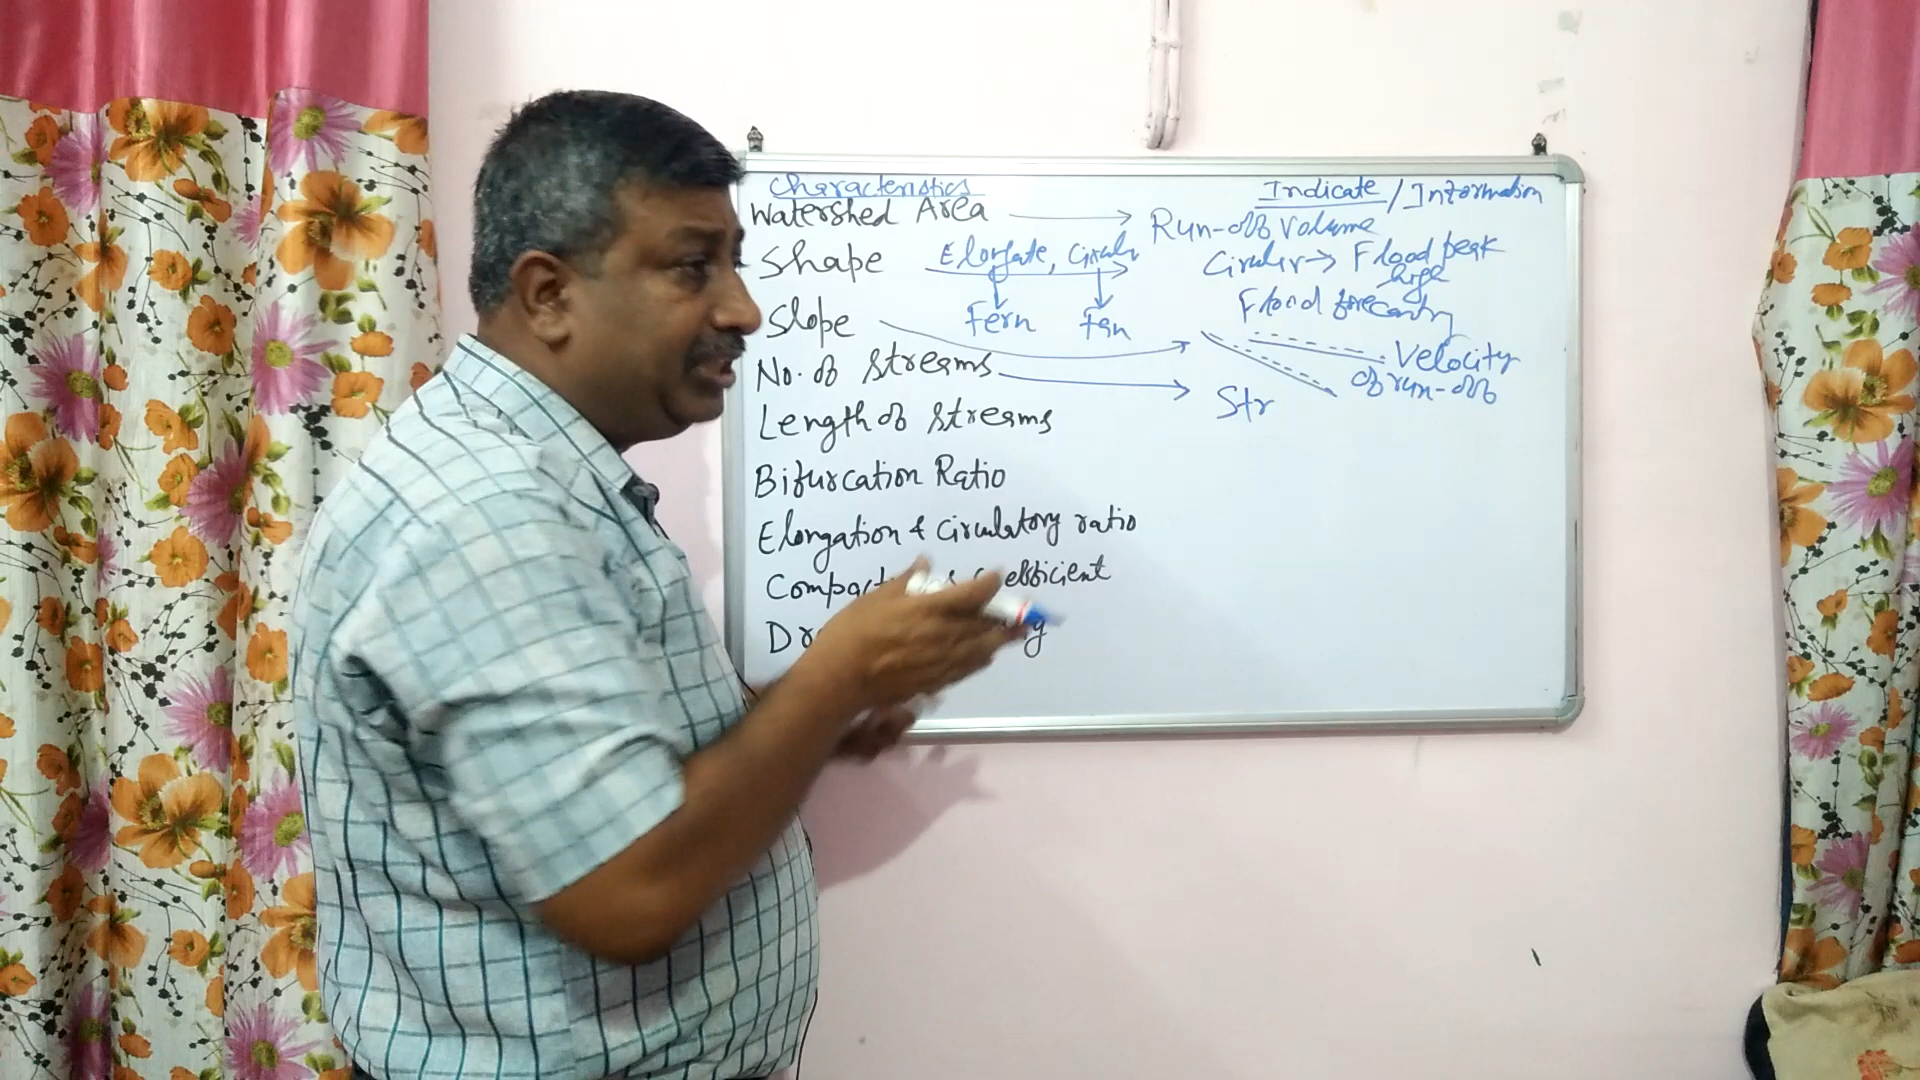 Characteristics
Indicate / Information
Watershed Area
Run-off Volume
Shape
Elongate, Circular
Circular → Flood peak
large
Fern
Fan
Flood forecasting
Slope
Velocity
of run-off
No. of Streams
Str
Length of Streams
Bifurcation Ratio
Elongation & Circulatory ratio
Coefficient